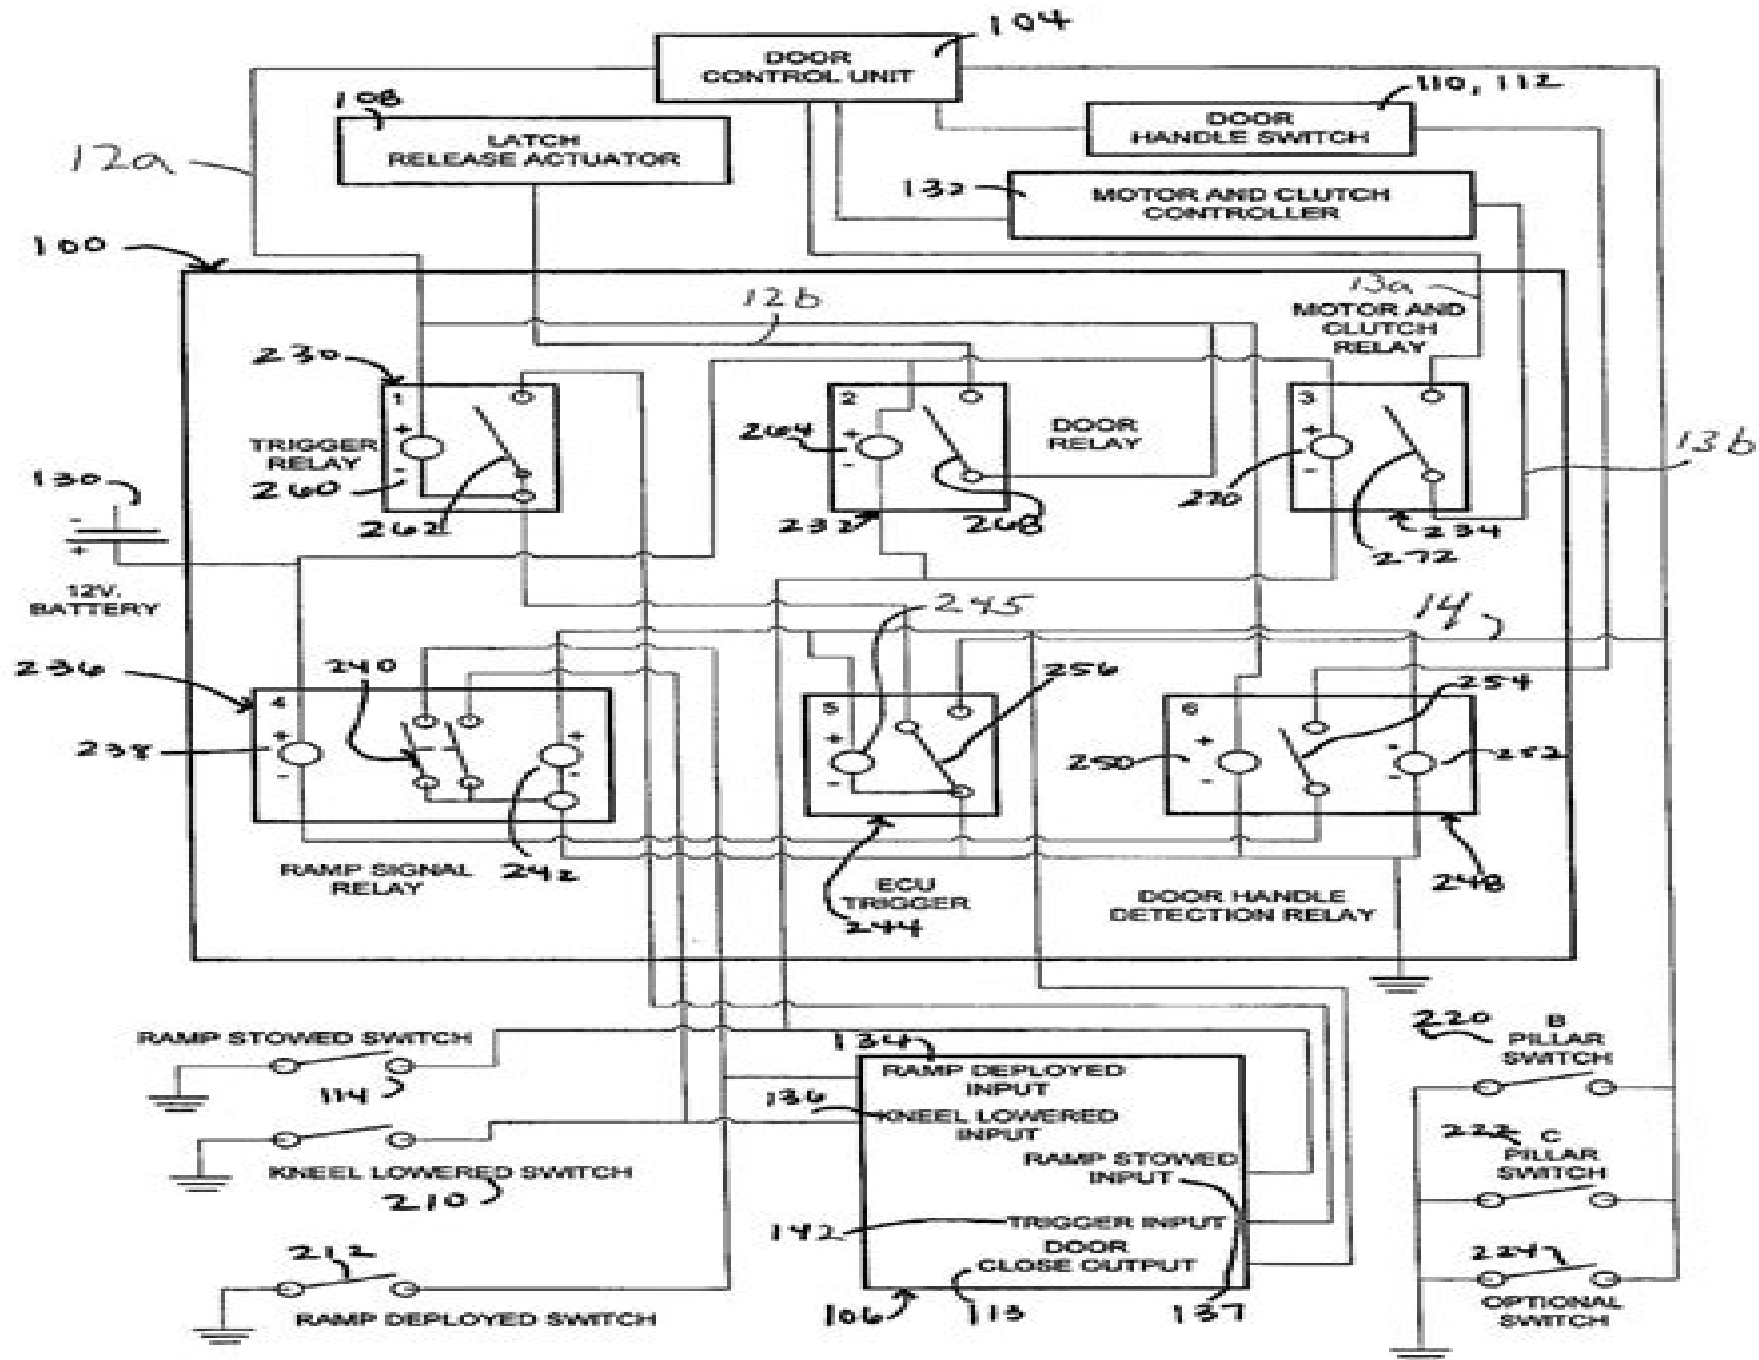 104
DOOR
CONTROL UNIT
110, 112
108
DOOR
HANDLE SWITCH
LATCH
RELEASE ACTUATOR
12a
132
MOTOR AND CLUTCH
CONTROLLER
100
13a
12b
MOTOR AND
CLUTCH
RELAY
230
1
2
3
+
-
TRIGGER
RELAY
260
262
264
+
-
DOOR
RELAY
232
268
+
-
270
234
272
13b
130
-
+
12V.
BATTERY
245
14
236
240
256
254
4
5
6
238
+
-
+
-
+
-
250
+
-
252
-
RAMP SIGNAL
RELAY
242
ECU
TRIGGER
244
248
DOOR HANDLE
DETECTION RELAY
RAMP STOWED SWITCH
114
134
RAMP DEPLOYED
INPUT
136
KNEEL LOWERED
INPUT
RAMP STOWED
INPUT
142
TRIGGER INPUT
DOOR
CLOSE OUTPUT
106
113
137
KNEEL LOWERED SWITCH
210
212
RAMP DEPLOYED SWITCH
220
B
PILLAR
SWITCH
222
C
PILLAR
SWITCH
224
OPTIONAL
SWITCH